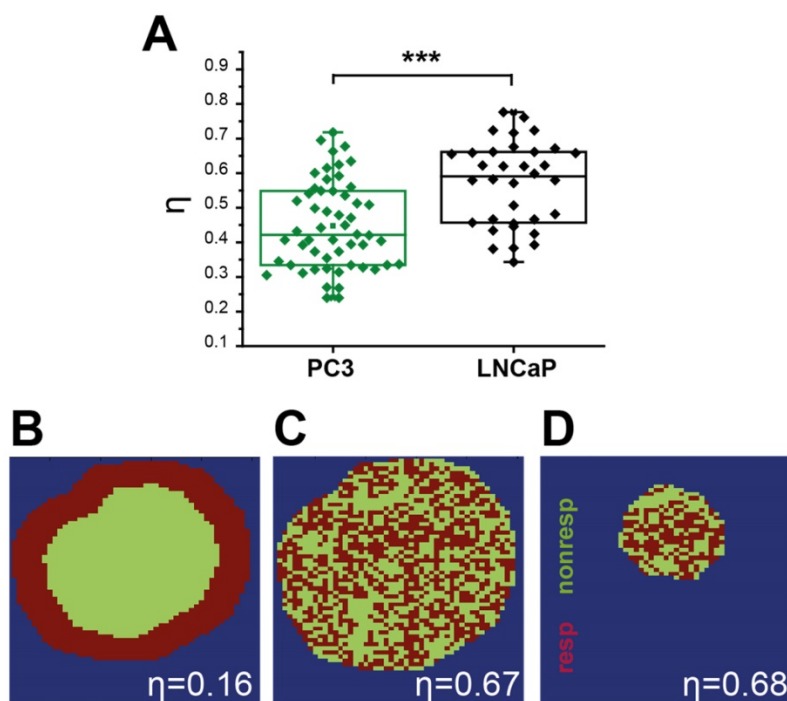 A
***
0.9
0.8
0.7
0.6
0.5
0.4
0.3
0.2
0.1
η
PC3
LNCaP
B
C
D
η=0.16
η=0.67
resp nonresp
η=0.68